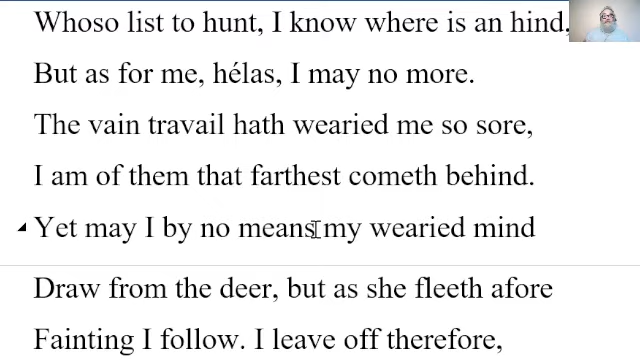 Whoso list to hunt, I know where is an hind,
But as for me, hélas, I may no more.
The vain travail hath wearied me so sore,
I am of them that farthest cometh behind.
Yet may I by no means my wearied mind
Draw from the deer, but as she fleeth afore
Fainting I follow. I leave off therefore,